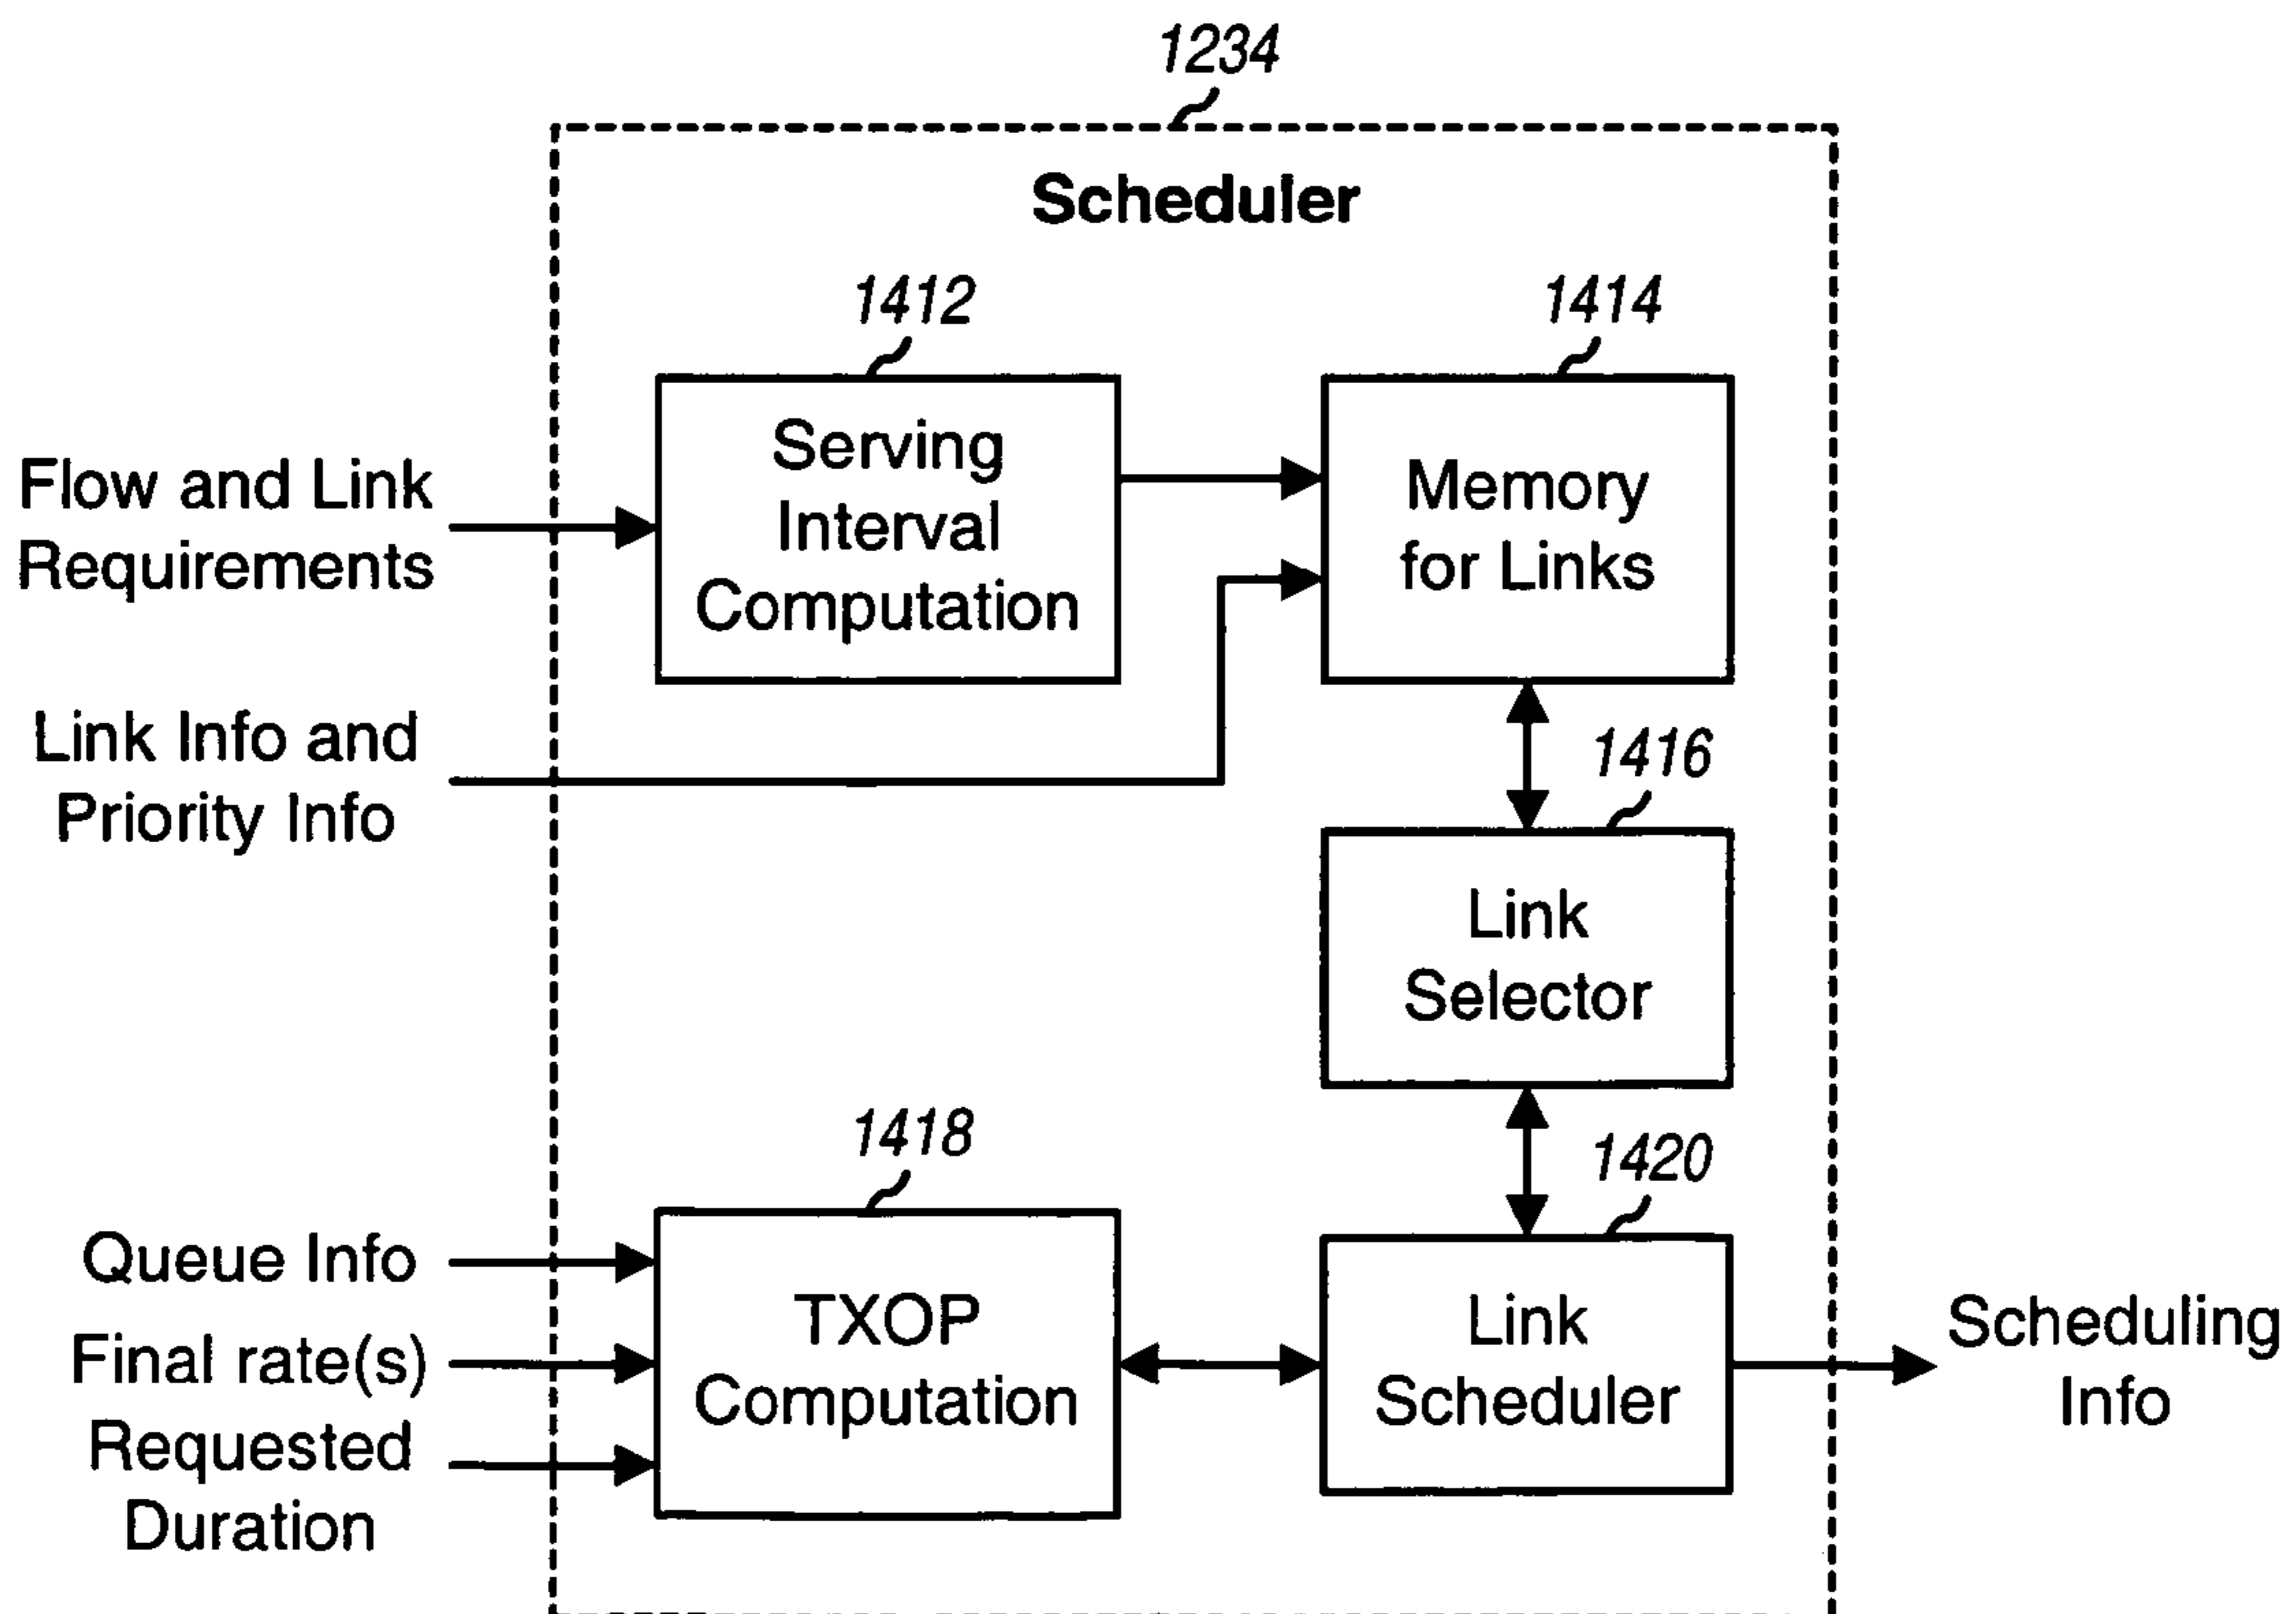 1234
Scheduler
1412
1414
Serving
Interval
Computation
Memory
for Links
Flow and Link
Requirements
Link Info and
Priority Info
1416
Link
Selector
1418
1420
Queue Info
Final rate(s)
Requested
Duration
TXOP
Computation
Link
Scheduler
Scheduling
Info